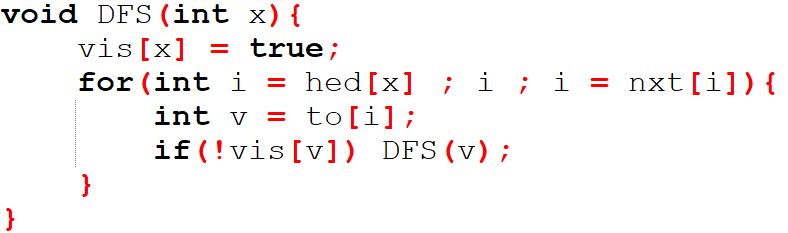 void DFS(int x){
    vis[x] = true;
    for(int i = hed[x] ; i ; i = nxt[i]){
        int v = to[i];
        if(!vis[v]) DFS(v);
    }
}